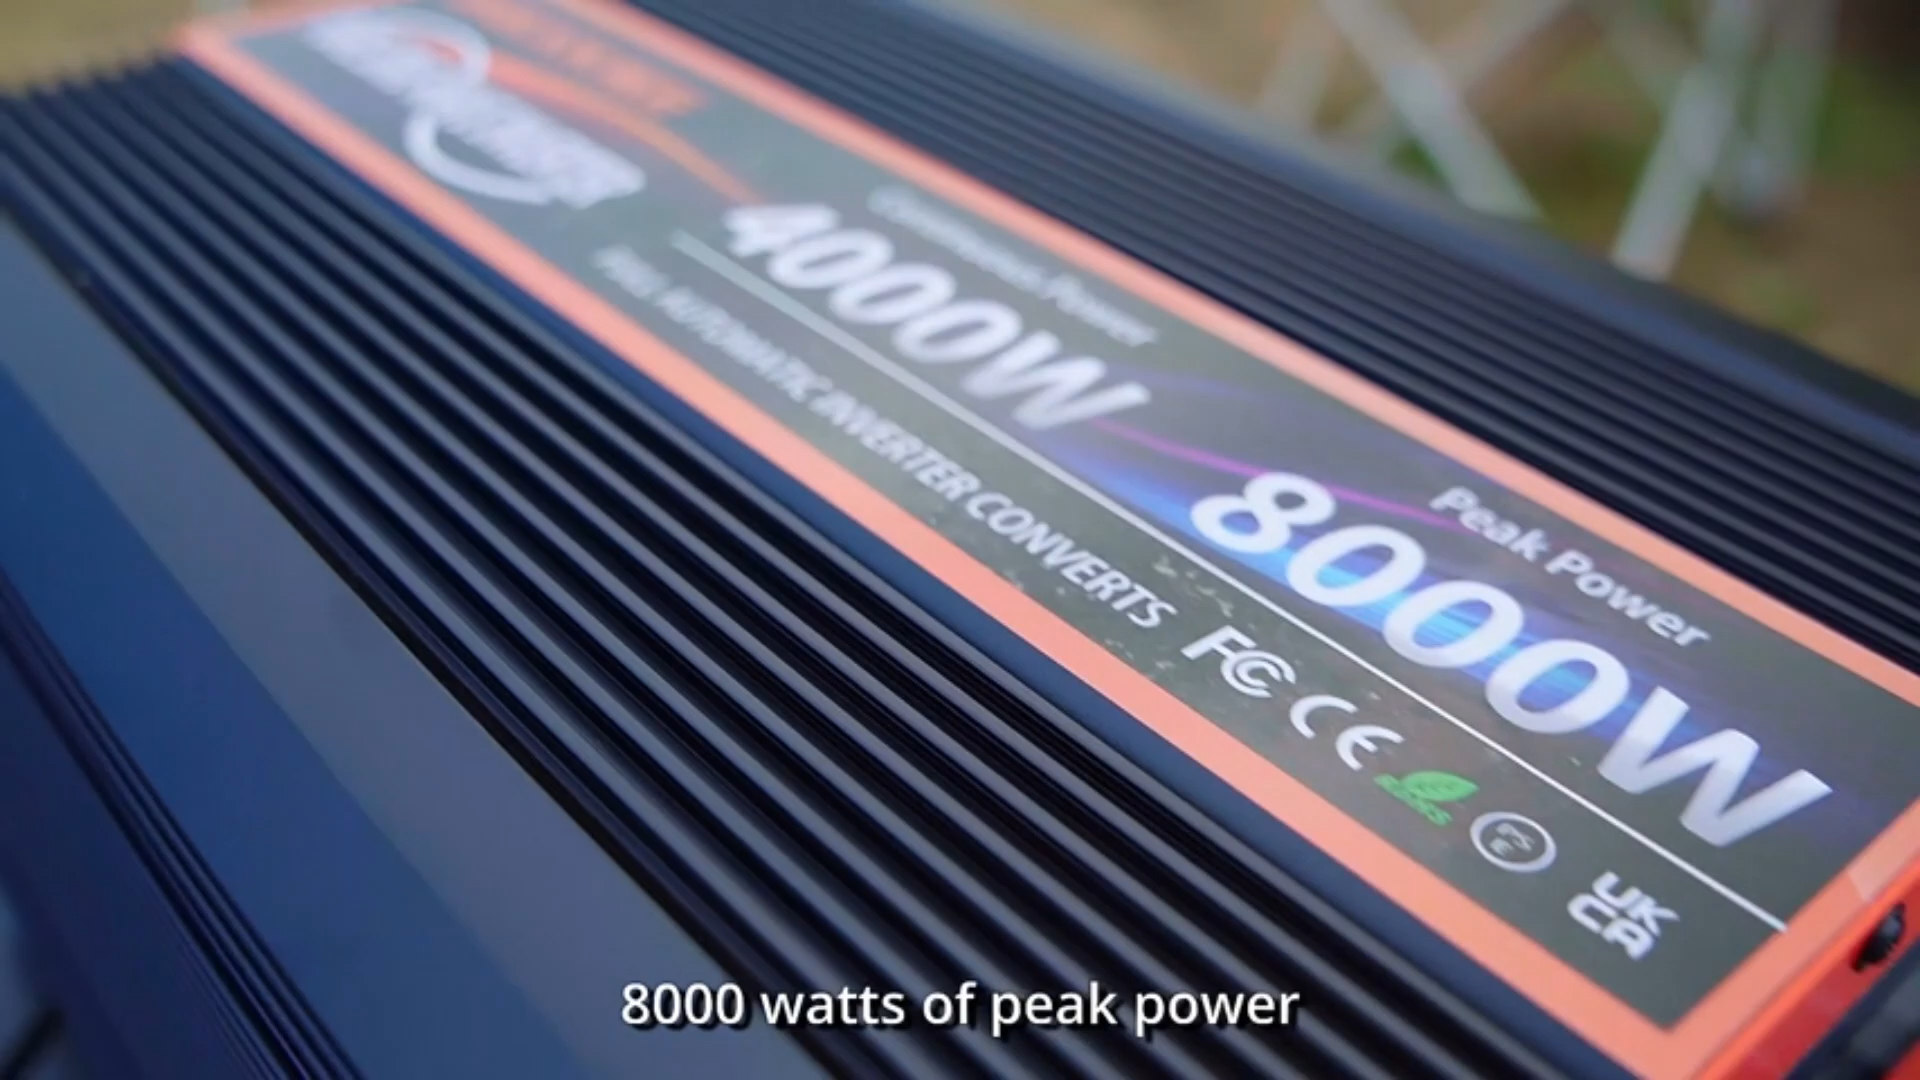 Continuous Power
4000W
Peak Power
8000W
FULL AUTOMATIC INVERTER CONVERTS
FC CE
UK
CA
8000 watts of peak power